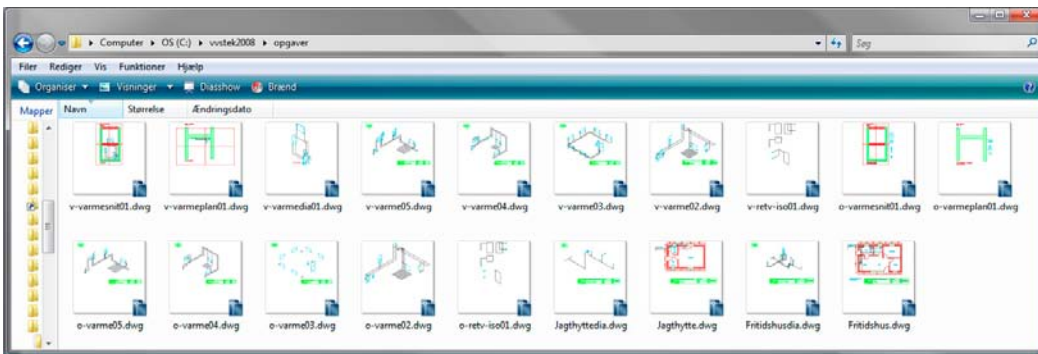 Computer ▸ OS (C:) ▸ vvstek2008 ▸ opgaver
Søg
Filer Rediger Vis Funktioner Hjælp
Organiser Visninger Diasshow Brænd
Mapper Navn Størrelse Ændringsdato
v-varmesnit01.dwg v-varmeplan01.dwg v-varmedia01.dwg v-varme05.dwg v-varme04.dwg v-varme03.dwg v-varme02.dwg v-retv-iso01.dwg o-varmesnit01.dwg o-varmeplan01.dwg
o-varme05.dwg o-varme04.dwg o-varme03.dwg o-varme02.dwg o-retv-iso01.dwg Jagthyttedia.dwg Jagthytte.dwg Fritidshusdia.dwg Fritidshus.dwg